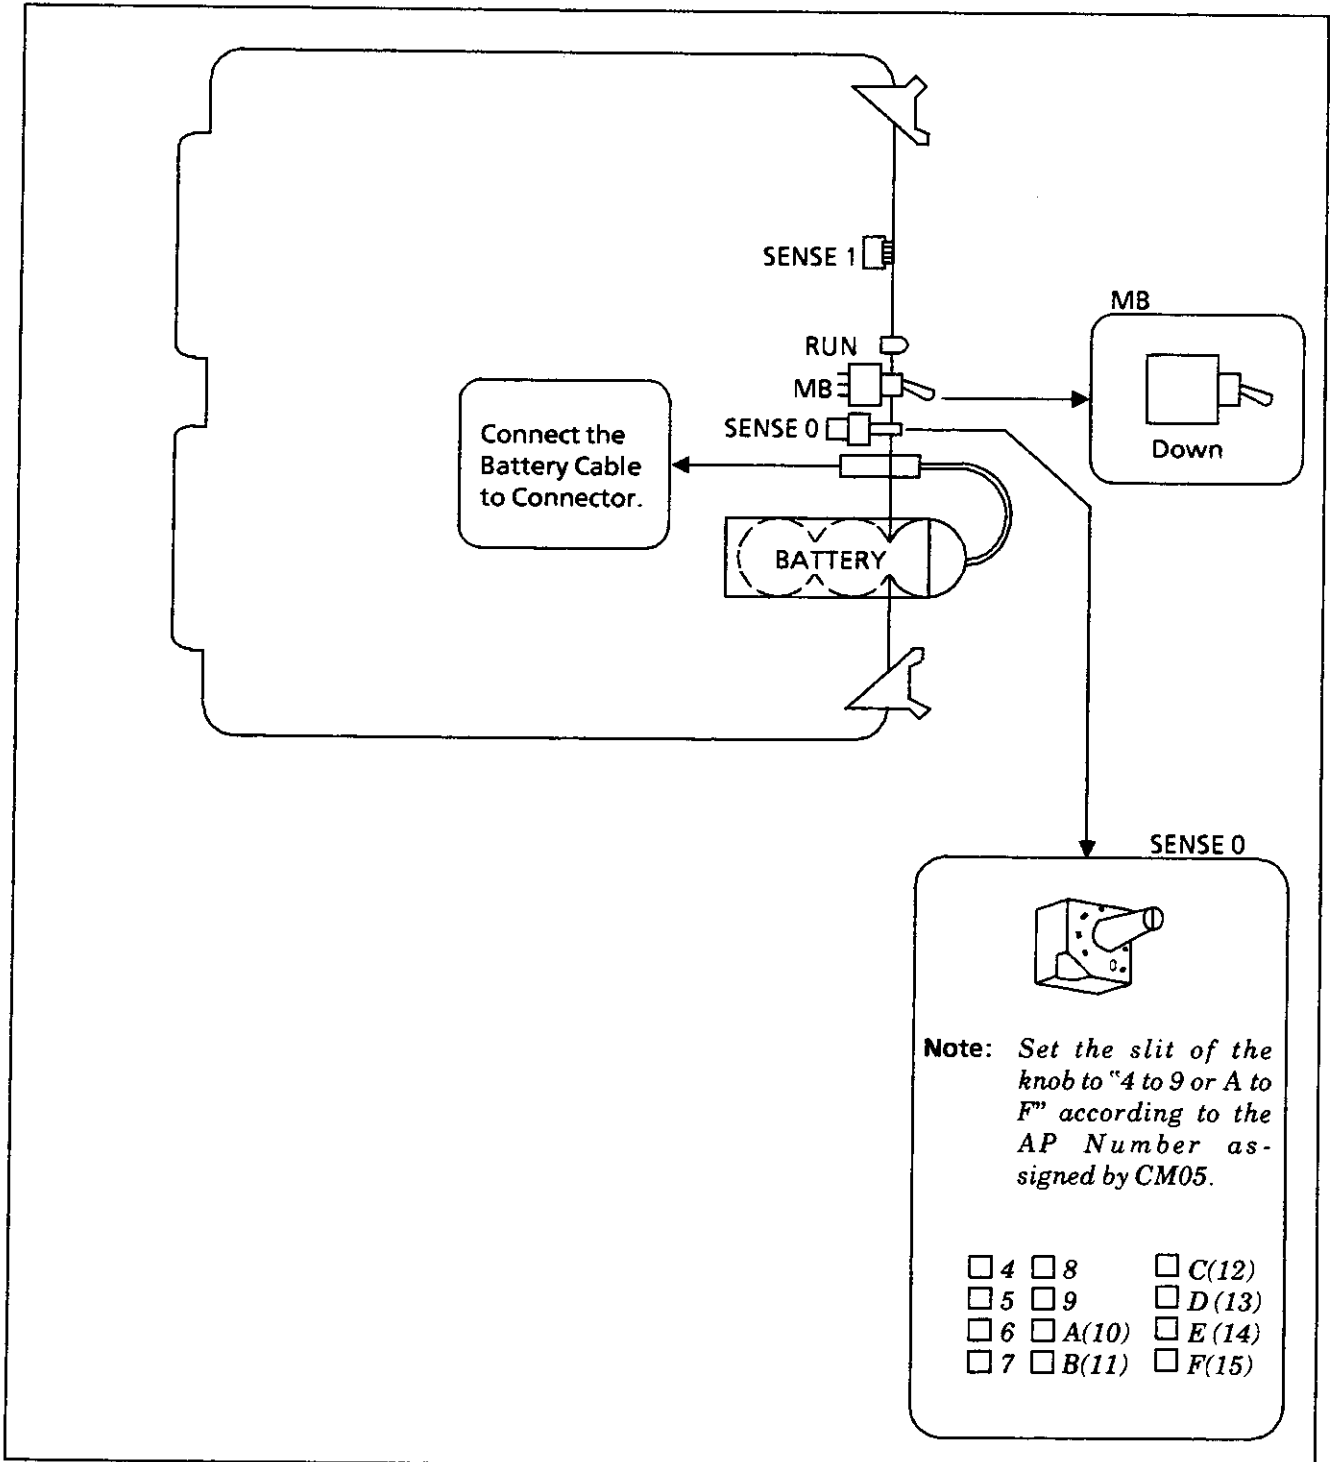 SENSE 1
RUN
MB
SENSE 0
MB
Down
Connect the
Battery Cable
to Connector.
BATTERY
SENSE 0
0
Note: Set the slit of the
knob to "4 to 9 or A to
F" according to the
AP Number as-
signed by CM05.
□ 4 □ 8 □ C(12)
□ 5 □ 9 □ D(13)
□ 6 □ A(10) □ E(14)
□ 7 □ B(11) □ F(15)